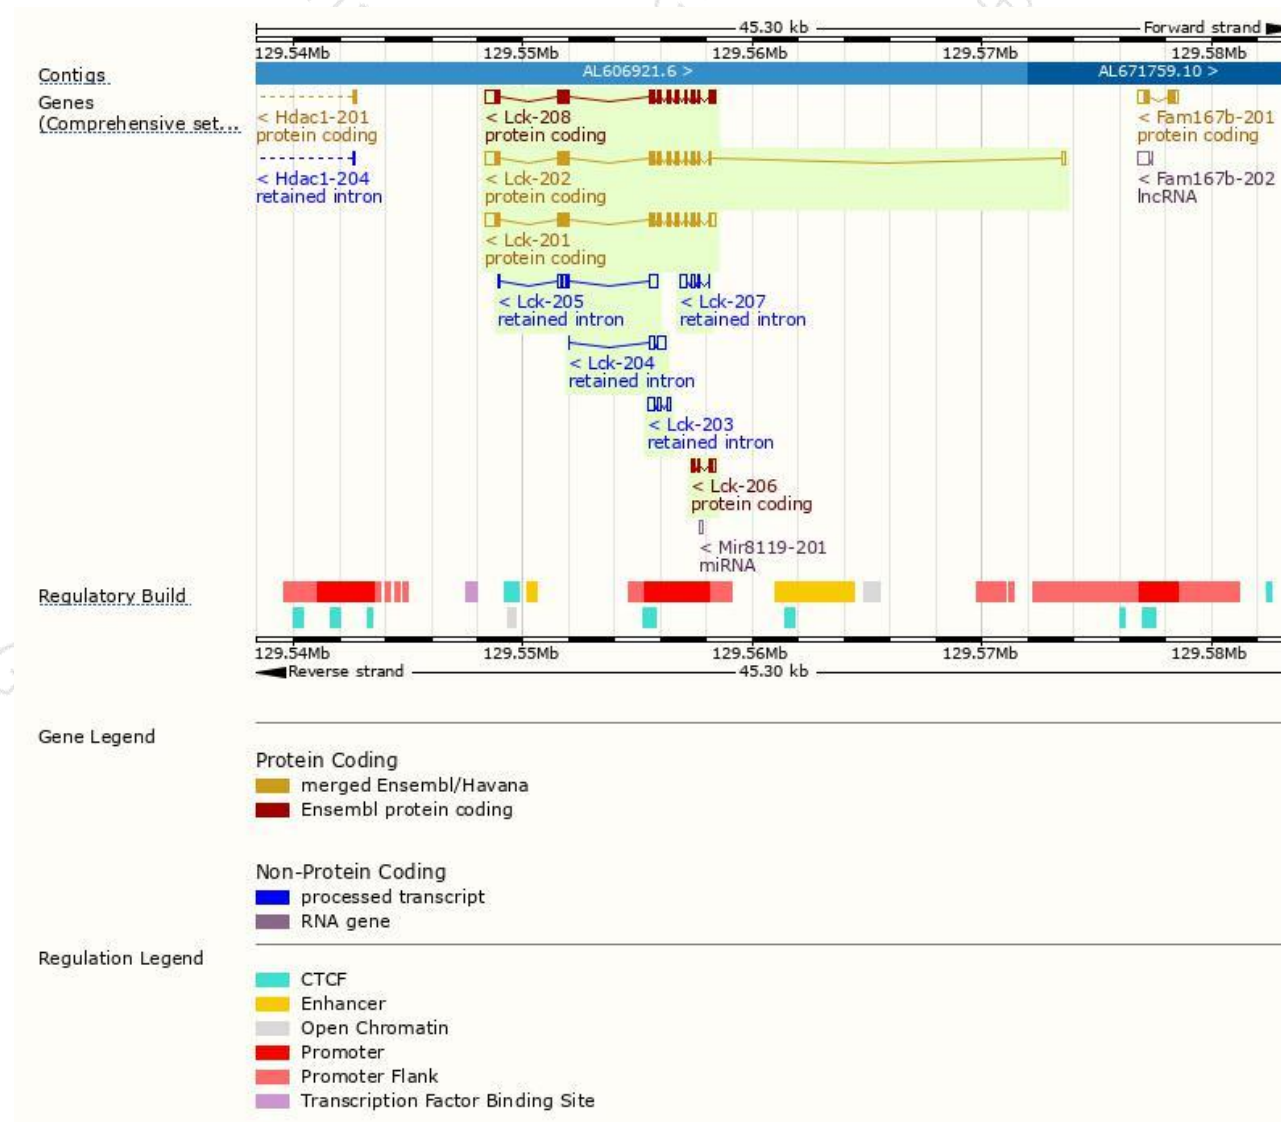 45.30 kb Forward strand
129.54Mb 129.55Mb 129.56Mb 129.57Mb 129.58Mb
Contigs AL606921.6 > AL671759.10 >
Genes
(Comprehensive set...
< Hdac1-201 < Lck-208 < Fam167b-201
protein coding protein coding protein coding
< Hdac1-204 < Lck-202 < Fam167b-202
retained intron protein coding lncRNA
< Lck-201
protein coding
< Lck-205 < Lck-207
retained intron retained intron
< Lck-204
retained intron
< Lck-203
retained intron
< Lck-206
protein coding
< Mir8119-201
miRNA
Regulatory Build
129.54Mb 129.55Mb 129.56Mb 129.57Mb 129.58Mb
Reverse strand 45.30 kb
Gene Legend
Protein Coding
merged Ensembl/Havana
Ensembl protein coding
Non-Protein Coding
processed transcript
RNA gene
Regulation Legend
CTCF
Enhancer
Open Chromatin
Promoter
Promoter Flank
Transcription Factor Binding Site